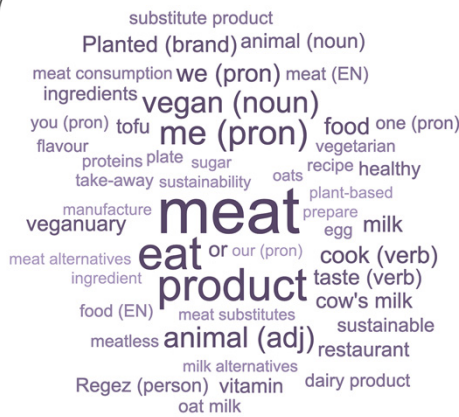 substitute product
Planted (brand) animal (noun)
meat consumption we (pron) meat (EN)
ingredients vegan (noun)
you (pron) tofu me (pron) food one (pron)
flavour vegetarian
proteins plate sugar recipe healthy
take-away sustainability oats
plant-based
manufacture meat prepare
veganuary egg milk
meat alternatives eat or our (pron) cook (verb)
ingredient product taste (verb)
cow's milk
food (EN) meat substitutes
sustainable
meatless animal (adj) restaurant
milk alternatives
Regez (person) vitamin dairy product
oat milk